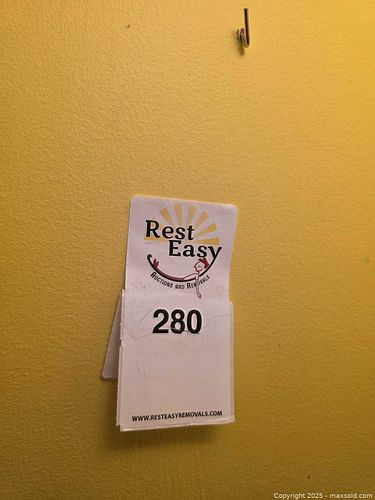 Rest
Easy
AUCTIONS AND REMOVALS
280
WWW.RESTEASYREMOVALS.COM
Copyright © 2025 - maxsold.com